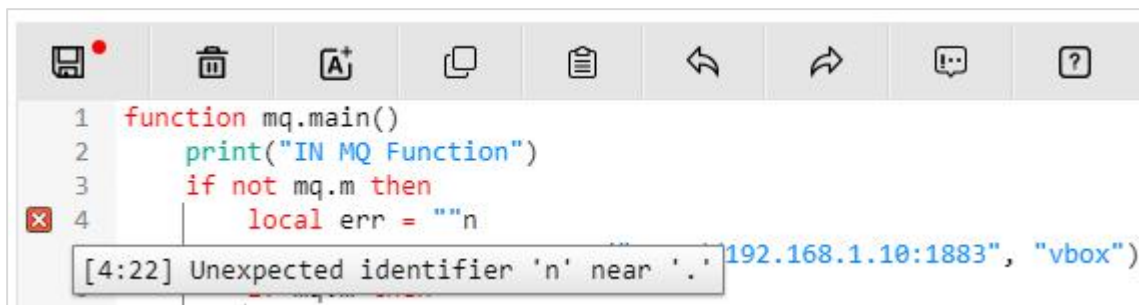 1 function mq.main()
2 print("IN MQ Function")
3 if not mq.m then
4 local err = ""n
192.168.1.10:1883", "vbox")
[4:22] Unexpected identifier 'n' near '.'